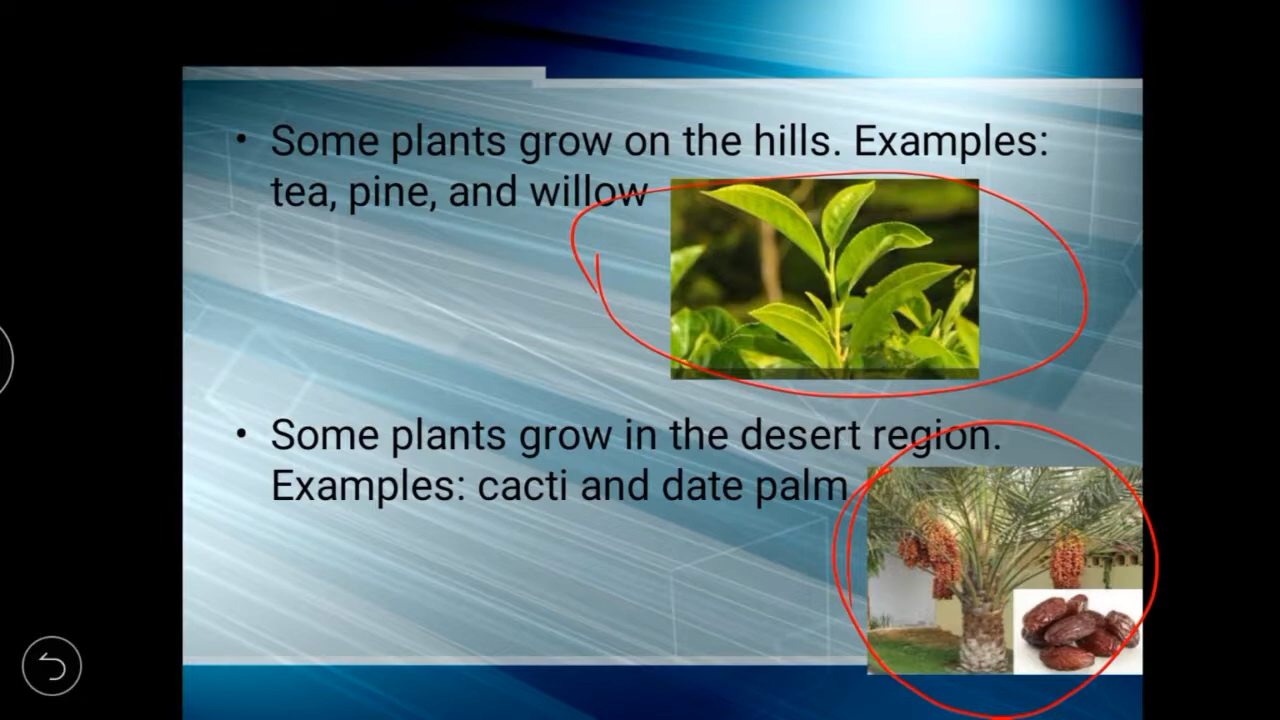 • Some plants grow on the hills. Examples:
tea, pine, and willow
• Some plants grow in the desert region.
Examples: cacti and date palm